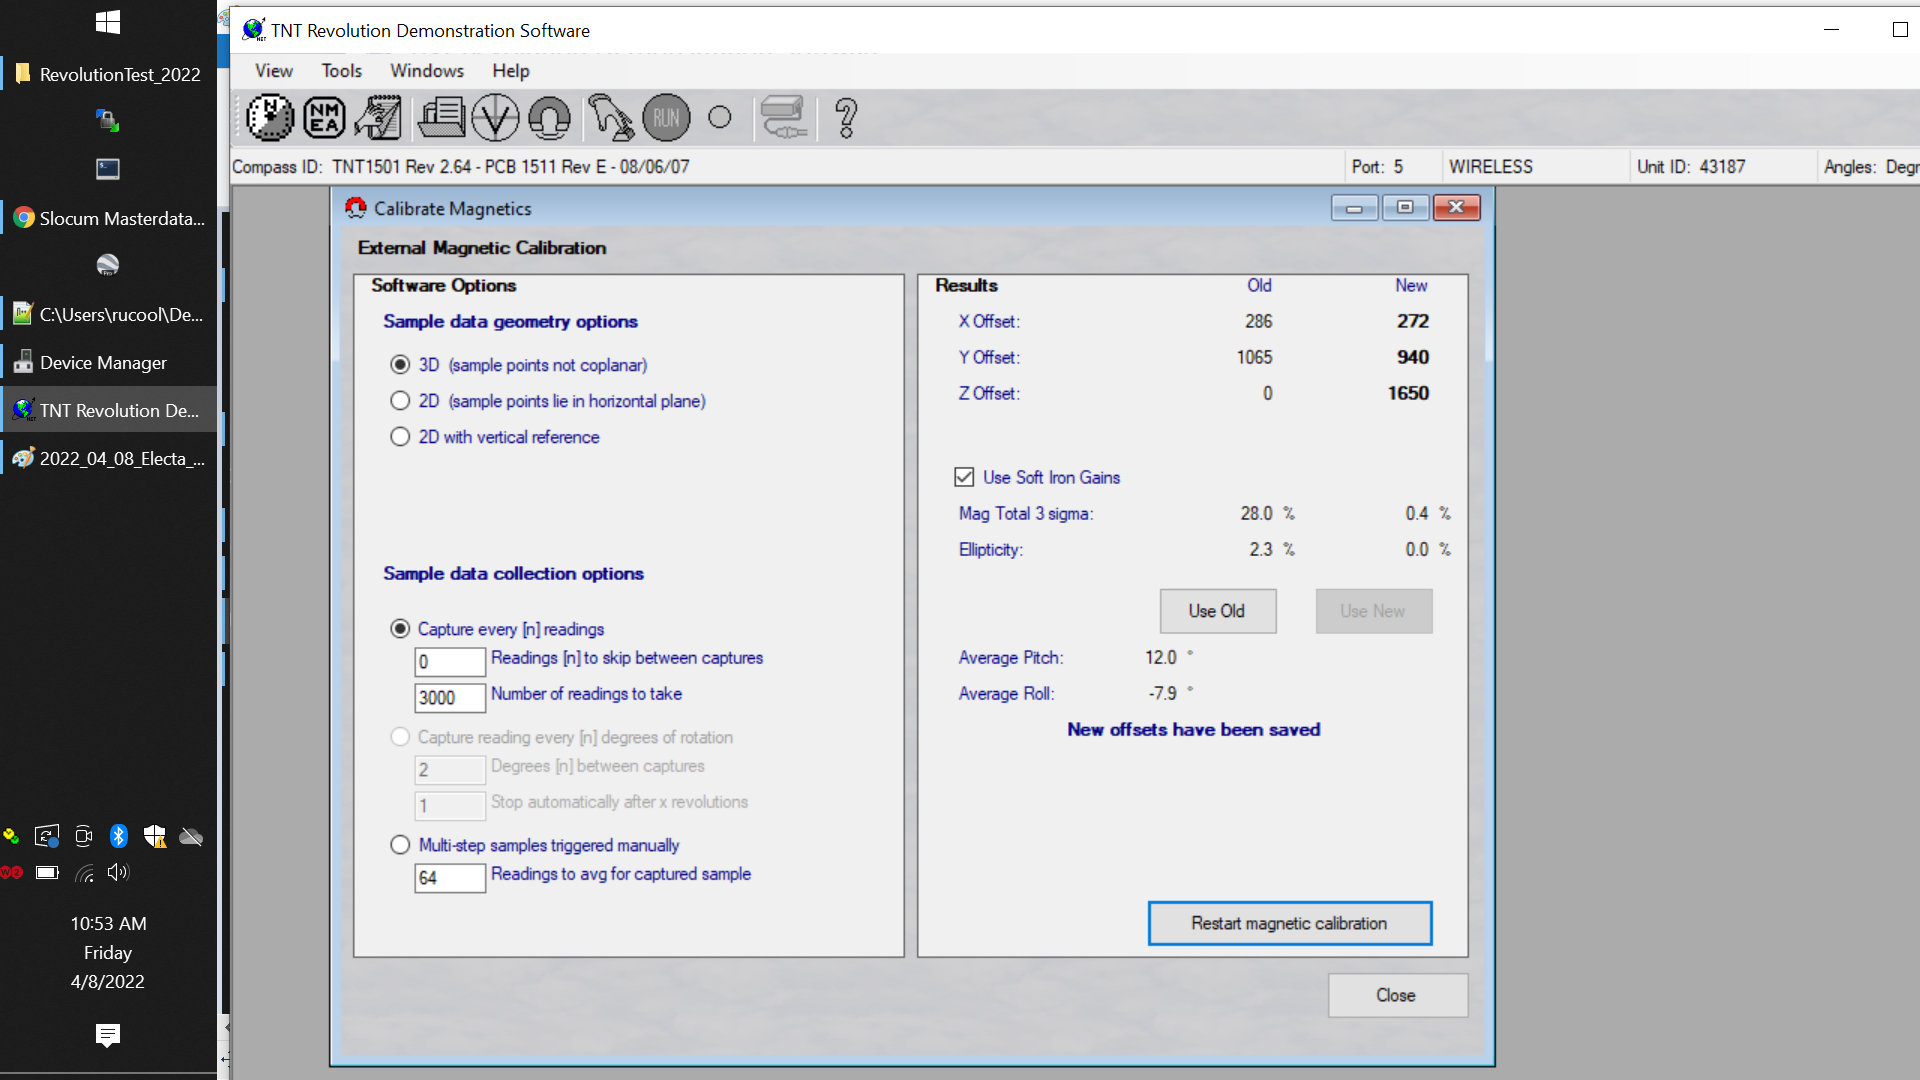 TNT Revolution Demonstration Software
View Tools Windows Help
N NM EA RUN ?
Compass ID: TNT1501 Rev 2.64 - PCB 1511 Rev E - 08/06/07 Port: 5 WIRELESS Unit ID: 43187 Angles: Degr
RevolutionTest_2022
Slocum Masterdata...
C:\Users\rucool\De...
Device Manager
TNT Revolution De...
2022_04_08_Electa_...
10:53 AM
Friday
4/8/2022
Calibrate Magnetics
External Magnetic Calibration
Software Options
Sample data geometry options
3D (sample points not coplanar)
2D (sample points lie in horizontal plane)
2D with vertical reference
Sample data collection options
Capture every [n] readings
0 Readings [n] to skip between captures
3000 Number of readings to take
Capture reading every [n] degrees of rotation
2 Degrees [n] between captures
1 Stop automatically after x revolutions
Multi-step samples triggered manually
64 Readings to avg for captured sample
Results Old New
X Offset: 286 272
Y Offset: 1065 940
Z Offset: 0 1650
Use Soft Iron Gains
Mag Total 3 sigma: 28.0 % 0.4 %
Ellipticity: 2.3 % 0.0 %
Use Old Use New
Average Pitch: 12.0 °
Average Roll: -7.9 °
New offsets have been saved
Restart magnetic calibration
Close